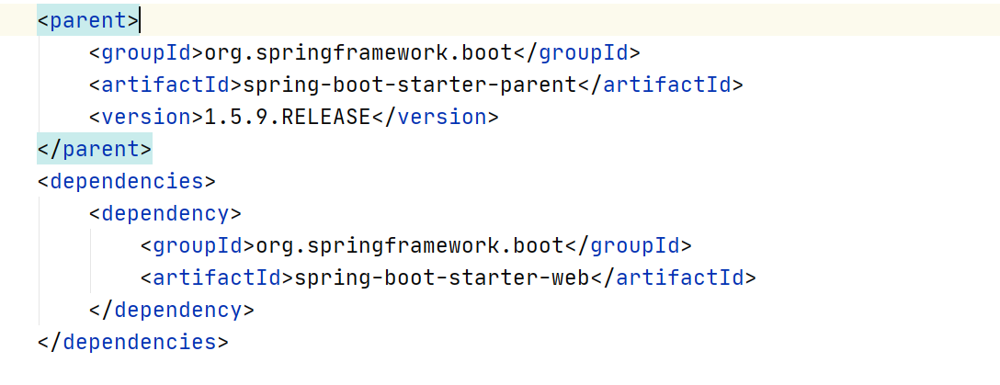 <parent>
    <groupId>org.springframework.boot</groupId>
    <artifactId>spring-boot-starter-parent</artifactId>
    <version>1.5.9.RELEASE</version>
</parent>
<dependencies>
    <dependency>
        <groupId>org.springframework.boot</groupId>
        <artifactId>spring-boot-starter-web</artifactId>
    </dependency>
</dependencies>